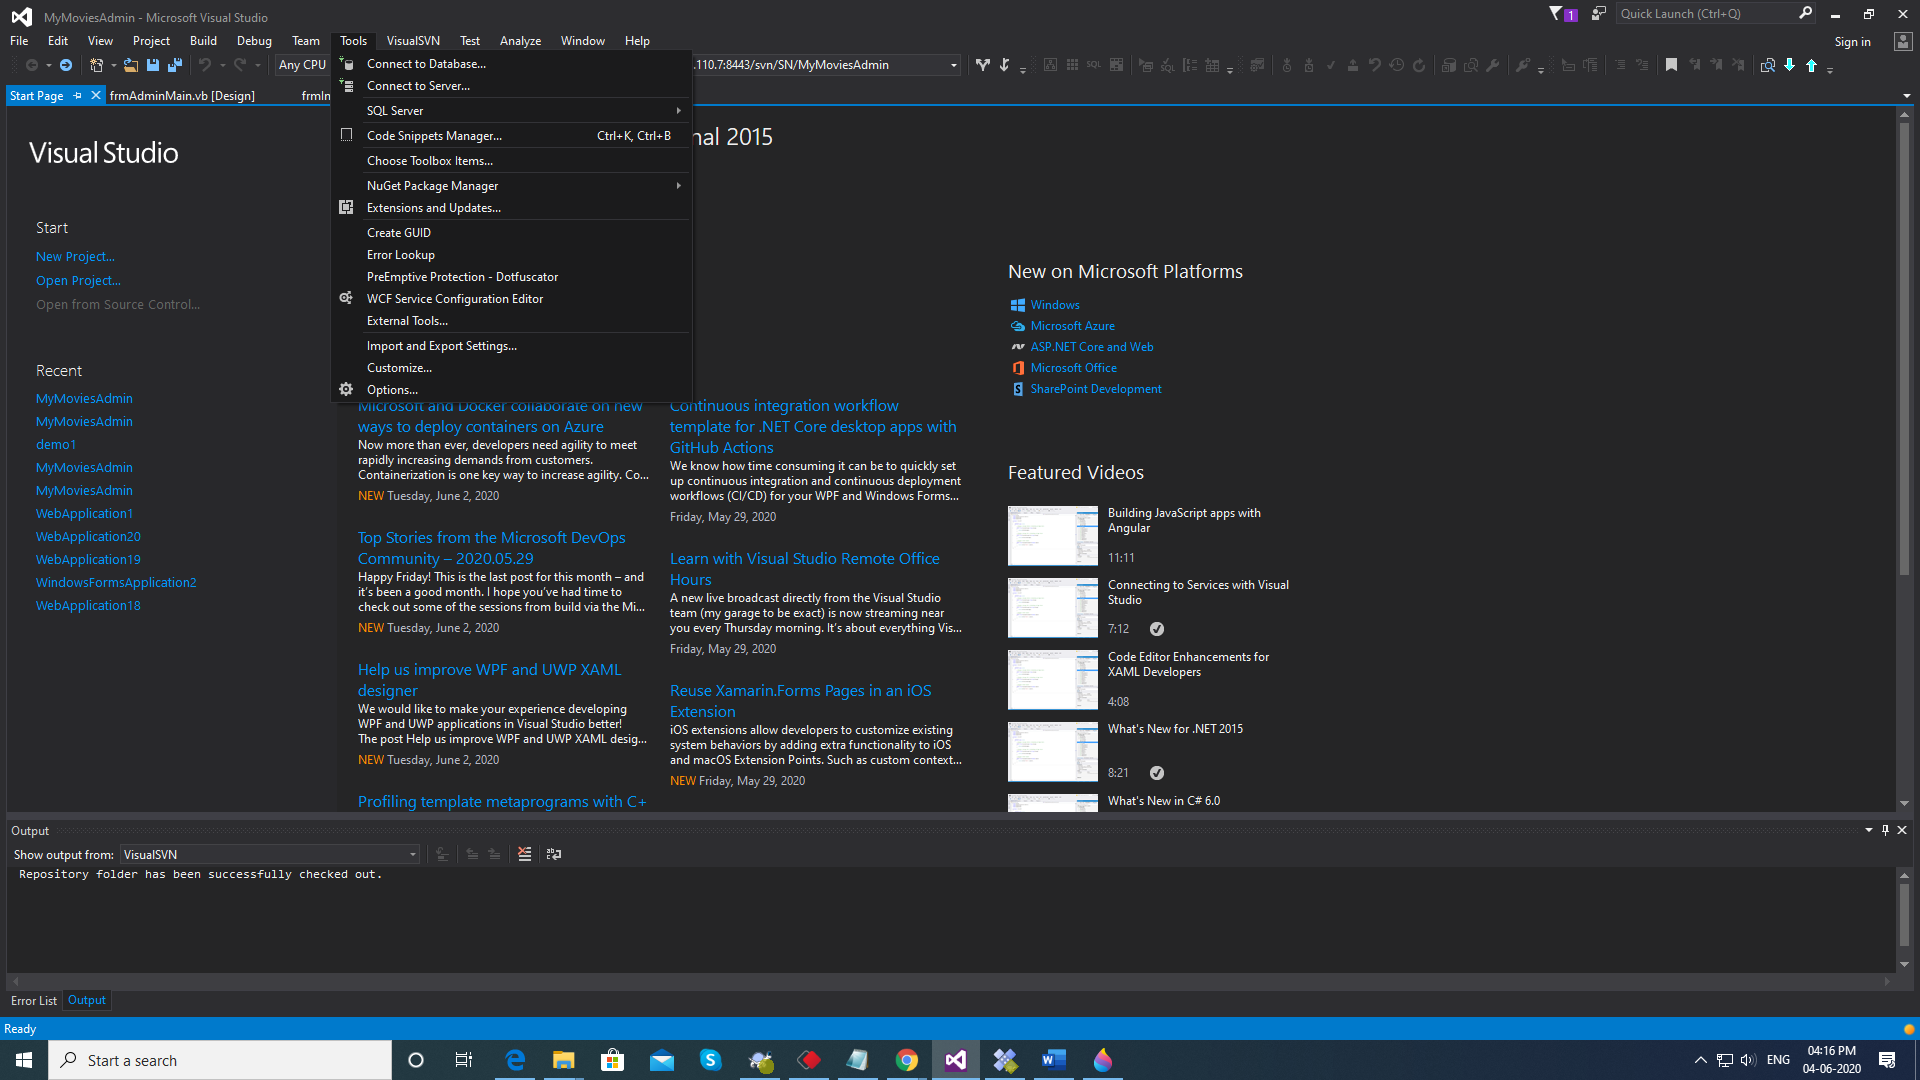 MyMoviesAdmin - Microsoft Visual Studio
1
Quick Launch (Ctrl+Q)
File Edit View Project Build Debug Team Tools VisualSVN Test Analyze Window Help
Sign in
Any CPU
.110.7:8443/svn/SN/MyMoviesAdmin
Start Page
frmAdminMain.vb [Design]
frmIn
Connect to Database...
Connect to Server...
SQL Server
Code Snippets Manager... Ctrl+K, Ctrl+B
Choose Toolbox Items...
NuGet Package Manager
Extensions and Updates...
Create GUID
Error Lookup
PreEmptive Protection - Dotfuscator
WCF Service Configuration Editor
External Tools...
Import and Export Settings...
Customize...
Options...
Visual Studio
nal 2015
Start
New Project...
Open Project...
Open from Source Control...
Recent
MyMoviesAdmin
MyMoviesAdmin
demo1
MyMoviesAdmin
MyMoviesAdmin
WebApplication1
WebApplication20
WebApplication19
WindowsFormsApplication2
WebApplication18
Microsoft and Docker collaborate on new
ways to deploy containers on Azure
Now more than ever, developers need agility to meet
rapidly increasing demands from customers.
Containerization is one key way to increase agility. Co...
NEW Tuesday, June 2, 2020
Top Stories from the Microsoft DevOps
Community – 2020.05.29
Happy Friday! This is the last post for this month – and
it's been a good month. I hope you've had time to
check out some of the sessions from build via the Mi...
NEW Tuesday, June 2, 2020
Help us improve WPF and UWP XAML
designer
We would like to make your experience developing
WPF and UWP applications in Visual Studio better!
The post Help us improve WPF and UWP XAML desig...
NEW Tuesday, June 2, 2020
Profiling template metaprograms with C+
Continuous integration workflow
template for .NET Core desktop apps with
GitHub Actions
We know how time consuming it can be to quickly set
up continuous integration and continuous deployment
workflows (CI/CD) for your WPF and Windows Forms...
Friday, May 29, 2020
Learn with Visual Studio Remote Office
Hours
A new live broadcast directly from the Visual Studio
team (my garage to be exact) is now streaming near
you every Thursday morning. It's about everything Vis...
Friday, May 29, 2020
Reuse Xamarin.Forms Pages in an iOS
Extension
iOS extensions allow developers to customize existing
system behaviors by adding extra functionality to iOS
and macOS Extension Points. Such as custom context...
NEW Friday, May 29, 2020
New on Microsoft Platforms
Windows
Microsoft Azure
ASP.NET Core and Web
Microsoft Office
SharePoint Development
Featured Videos
Building JavaScript apps with
Angular
11:11
Connecting to Services with Visual
Studio
7:12
Code Editor Enhancements for
XAML Developers
4:08
What's New for .NET 2015
8:21
What's New in C# 6.0
Output
Show output from: VisualSVN
Repository folder has been successfully checked out.
Error List
Output
Ready
Start a search
ENG
04:16 PM
04-06-2020